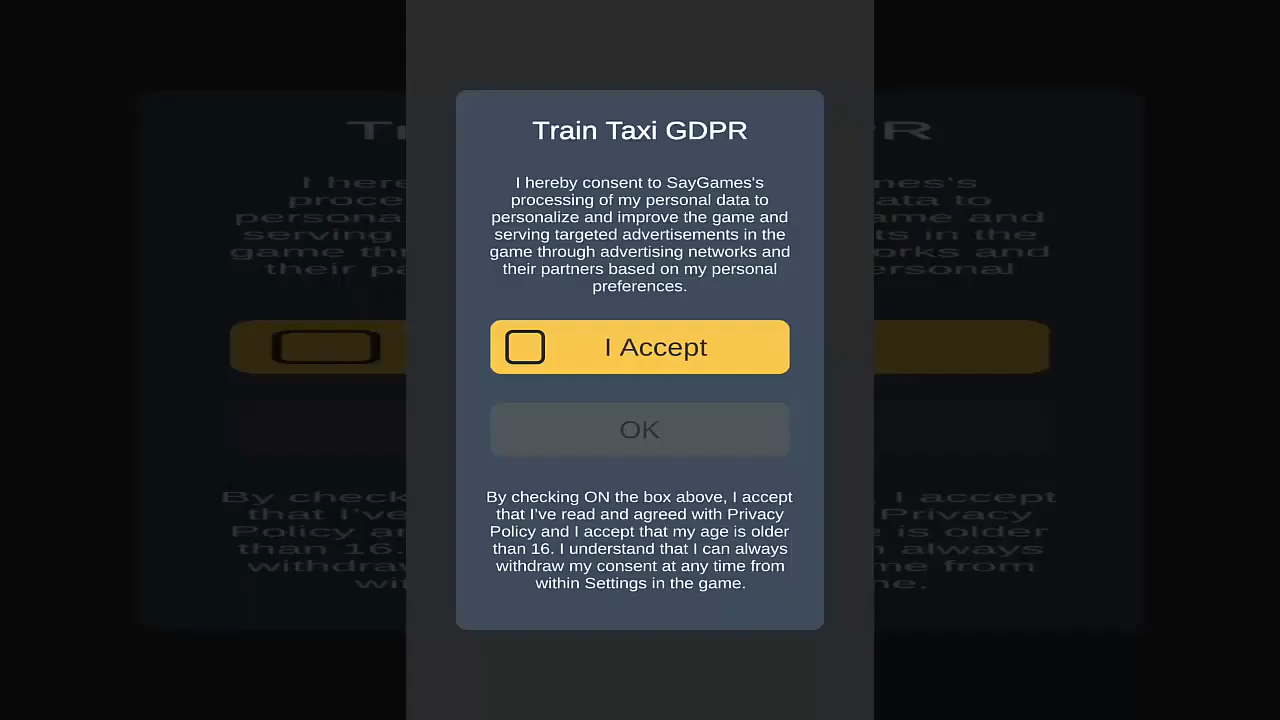 Train Taxi GDPR
I hereby consent to SayGames's
processing of my personal data to
personalize and improve the game and
serving targeted advertisements in the
game through advertising networks and
their partners based on my personal
preferences.
I Accept
OK
By checking ON the box above, I accept
that I’ve read and agreed with Privacy
Policy and I accept that my age is older
than 16. I understand that I can always
withdraw my consent at any time from
within Settings in the game.